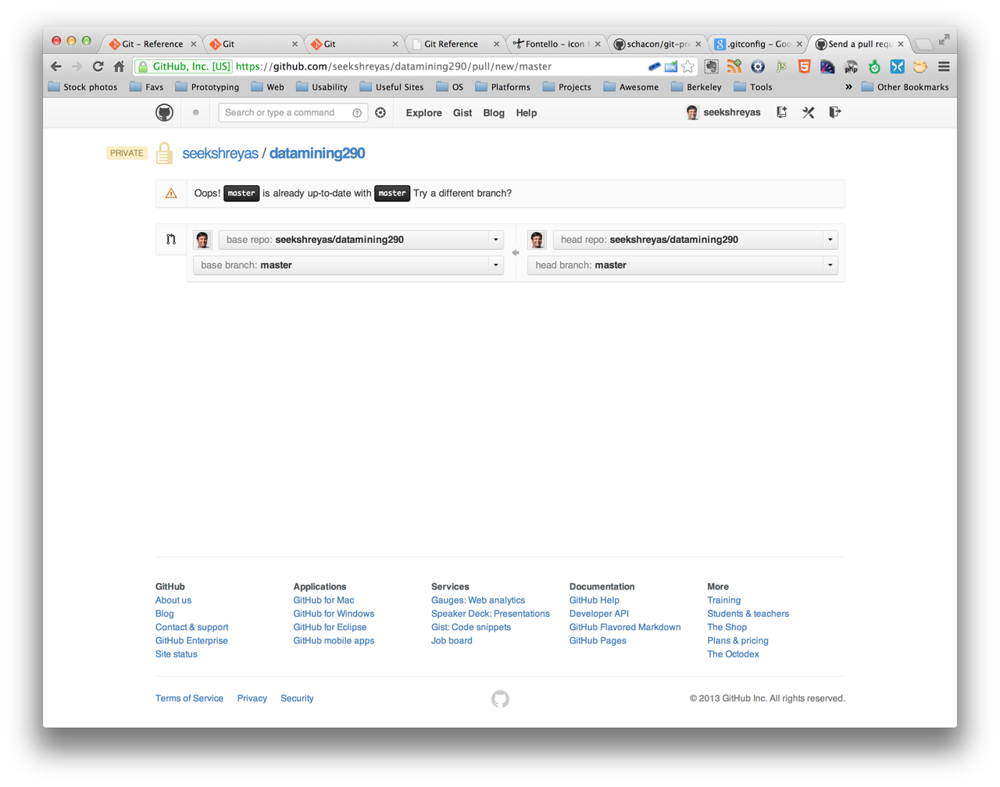 Git – Reference
Git
Git
Git Reference
Fontello – icon f
schacon/git-pre
.gitconfig – Goo
Send a pull requ
GitHub, Inc. [US] https://github.com/seekshreyas/datamining290/pull/new/master
Stock photos Favs Prototyping Web Usability Useful Sites OS Platforms Projects Awesome Berkeley Tools » Other Bookmarks
Search or type a command
Explore Gist Blog Help
seekshreyas
PRIVATE seekshreyas / datamining290
Oops! master is already up-to-date with master Try a different branch?
base repo: seekshreyas/datamining290
head repo: seekshreyas/datamining290
base branch: master
head branch: master
GitHub
About us
Blog
Contact & support
GitHub Enterprise
Site status
Applications
GitHub for Mac
GitHub for Windows
GitHub for Eclipse
GitHub mobile apps
Services
Gauges: Web analytics
Speaker Deck: Presentations
Gist: Code snippets
Job board
Documentation
GitHub Help
Developer API
GitHub Flavored Markdown
GitHub Pages
More
Training
Students & teachers
The Shop
Plans & pricing
The Octodex
Terms of Service Privacy Security
© 2013 GitHub Inc. All rights reserved.